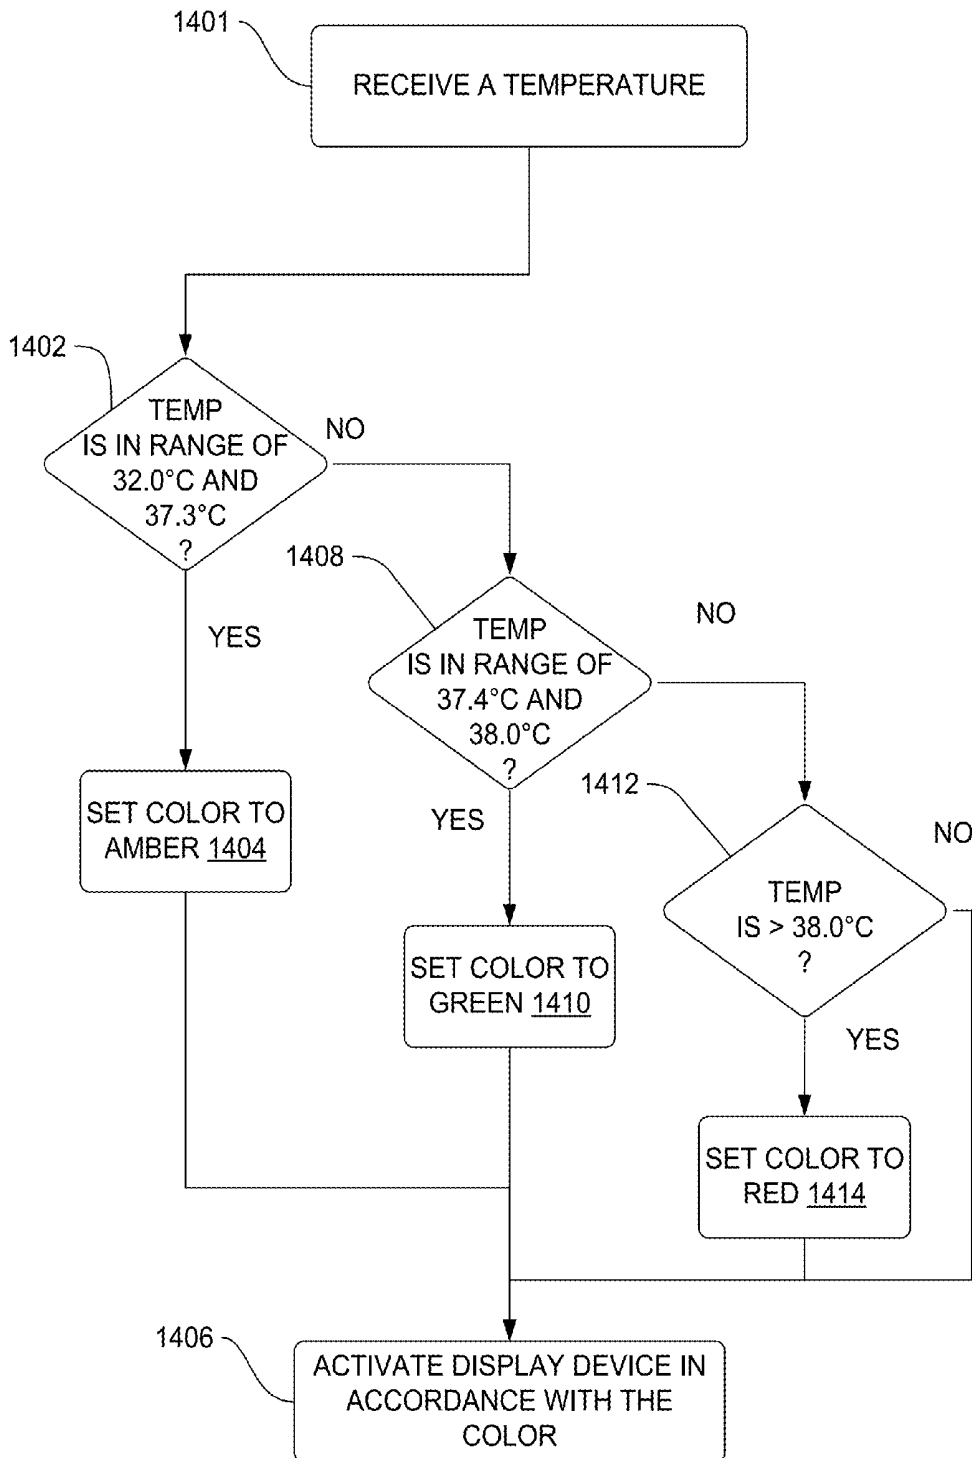 1401
RECEIVE A TEMPERATURE
1402
TEMP
IS IN RANGE OF
32.0°C AND
37.3°C
?
NO
YES
1408
TEMP
IS IN RANGE OF
37.4°C AND
38.0°C
?
NO
YES
SET COLOR TO
AMBER 1404
1412
TEMP
IS > 38.0°C
?
NO
YES
SET COLOR TO
GREEN 1410
SET COLOR TO
RED 1414
1406
ACTIVATE DISPLAY DEVICE IN
ACCORDANCE WITH THE
COLOR